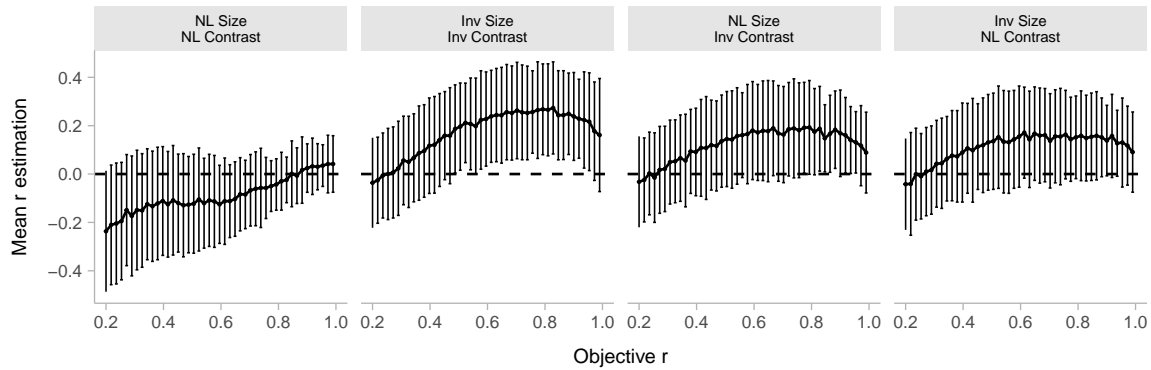 NL Size
NL Contrast
Inv Size
Inv Contrast
NL Size
Inv Contrast
Inv Size
NL Contrast
Mean r estimation
0.4
0.2
0.0
−0.2
−0.4
0.2 0.4 0.6 0.8 1.0
0.2 0.4 0.6 0.8 1.0
0.2 0.4 0.6 0.8 1.0
0.2 0.4 0.6 0.8 1.0
Objective r